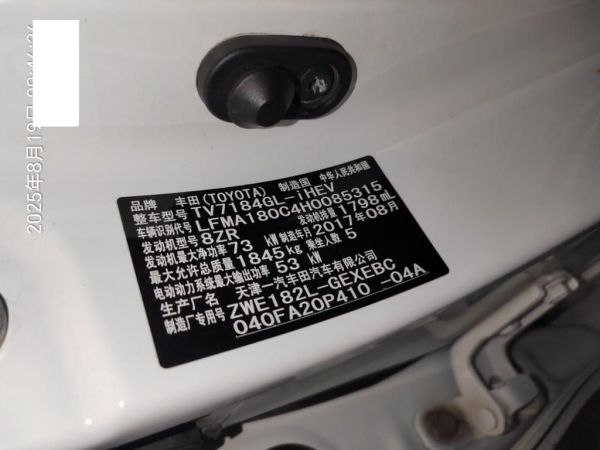 品牌 丰田(TOYOTA) 制造国 中华人民共和国
整车型号 TV7184GL-iHEV
车辆识别代号 LFMA180C4H0085315
发动机型号 8ZR 发动机排量 1798mL
发动机最大净功率 73 kW 制造年月 2017年08月
最大允许总质量 1845kg 乘坐人数 5
电动动力系统最大输出功率 53 kW
生产厂名 天津一汽丰田汽车有限公司
制造厂专用号 ZWE182L-GEXEBC
040FA20P410 -04A
2025年8月19日